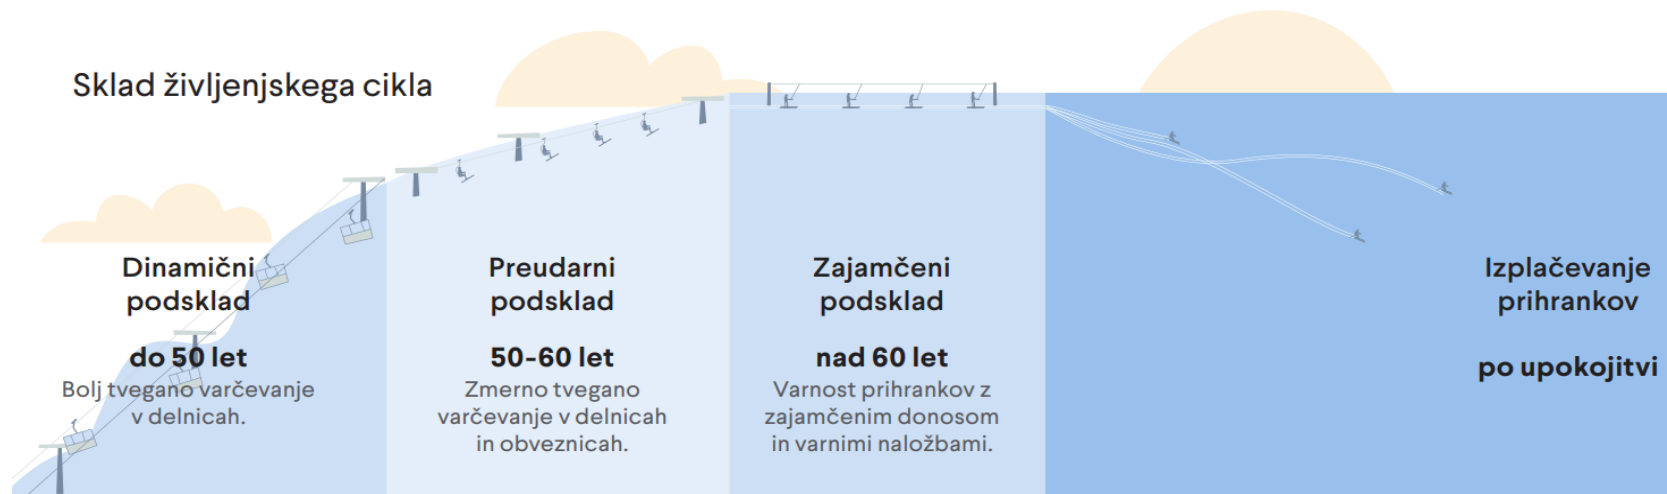 Sklad življenjskega cikla
Dinamični
podsklad
do 50 let
Bolj tvegano varčevanje
v delnicah.
Preudarni
podsklad
50-60 let
Zmerno tvegano
varčevanje v delnicah
in obveznicah.
Zajamčeni
podsklad
nad 60 let
Varnost prihrankov z
zajamčenim donosom
in varnimi naložbami.
Izplačevanje
prihrankov
po upokojitvi